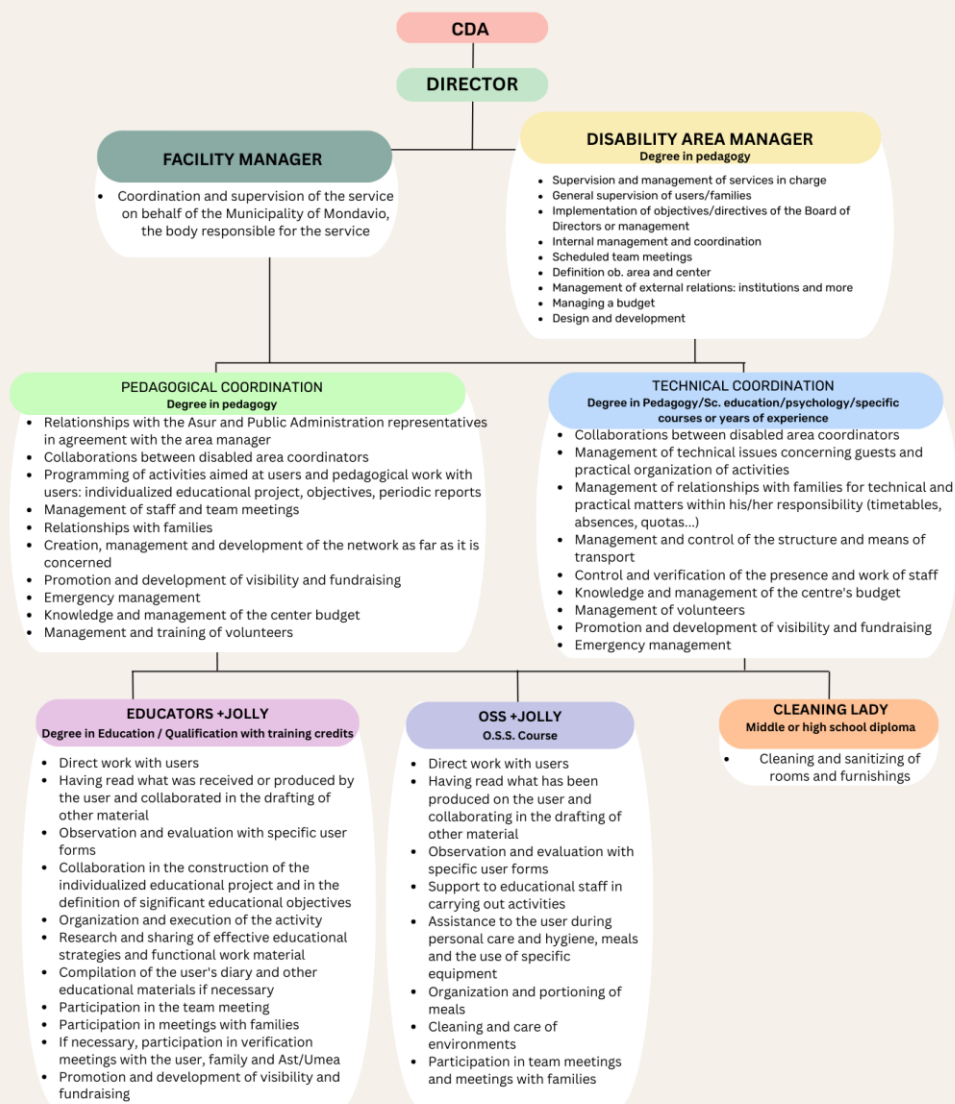 CDA
DIRECTOR
FACILITY MANAGER
• Coordination and supervision of the service
on behalf of the Municipality of Mondavio,
the body responsible for the service
DISABILITY AREA MANAGER
Degree in pedagogy
• Supervision and management of services in charge
• General supervision of users/families
• Implementation of objectives/directives of the Board of
Directors or management
• Internal management and coordination
• Scheduled team meetings
• Definition ob. area and center
• Management of external relations: institutions and more
• Managing a budget
• Design and development
PEDAGOGICAL COORDINATION
Degree in pedagogy
• Relationships with the Asur and Public Administration representatives
in agreement with the area manager
• Collaborations between disabled area coordinators
• Programming of activities aimed at users and pedagogical work with
users: individualized educational project, objectives, periodic reports
• Management of staff and team meetings
• Relationships with families
• Creation, management and development of the network as far as it is
concerned
• Promotion and development of visibility and fundraising
• Emergency management
• Knowledge and management of the center budget
• Management and training of volunteers
TECHNICAL COORDINATION
Degree in Pedagogy/Sc. education/psychology/specific
courses or years of experience
• Collaborations between disabled area coordinators
• Management of technical issues concerning guests and
practical organization of activities
• Management of relationships with families for technical and
practical matters within his/her responsibility (timetables,
absences, quotas...)
• Management and control of the structure and means of
transport
• Control and verification of the presence and work of staff
• Knowledge and management of the centre's budget
• Management of volunteers
• Promotion and development of visibility and fundraising
• Emergency management
EDUCATORS +JOLLY
Degree in Education / Qualification with training credits
• Direct work with users
• Having read what was received or produced by
the user and collaborated in the drafting of
other material
• Observation and evaluation with specific user
forms
• Collaboration in the construction of the
individualized educational project and in the
definition of significant educational objectives
• Organization and execution of the activity
• Research and sharing of effective educational
strategies and functional work material
• Compilation of the user's diary and other
educational materials if necessary
• Participation in the team meeting
• Participation in meetings with families
• If necessary, participation in verification
meetings with the user, family and Ast/Umea
• Promotion and development of visibility and
fundraising
OSS +JOLLY
O.S.S. Course
• Direct work with users
• Having read what has been
produced on the user and
collaborating in the drafting of
other material
• Observation and evaluation with
specific user forms
• Support to educational staff in
carrying out activities
• Assistance to the user during
personal care and hygiene, meals
and the use of specific
equipment
• Organization and portioning of
meals
• Cleaning and care of
environments
• Participation in team meetings
and meetings with families
CLEANING LADY
Middle or high school diploma
• Cleaning and sanitizing of
rooms and furnishings